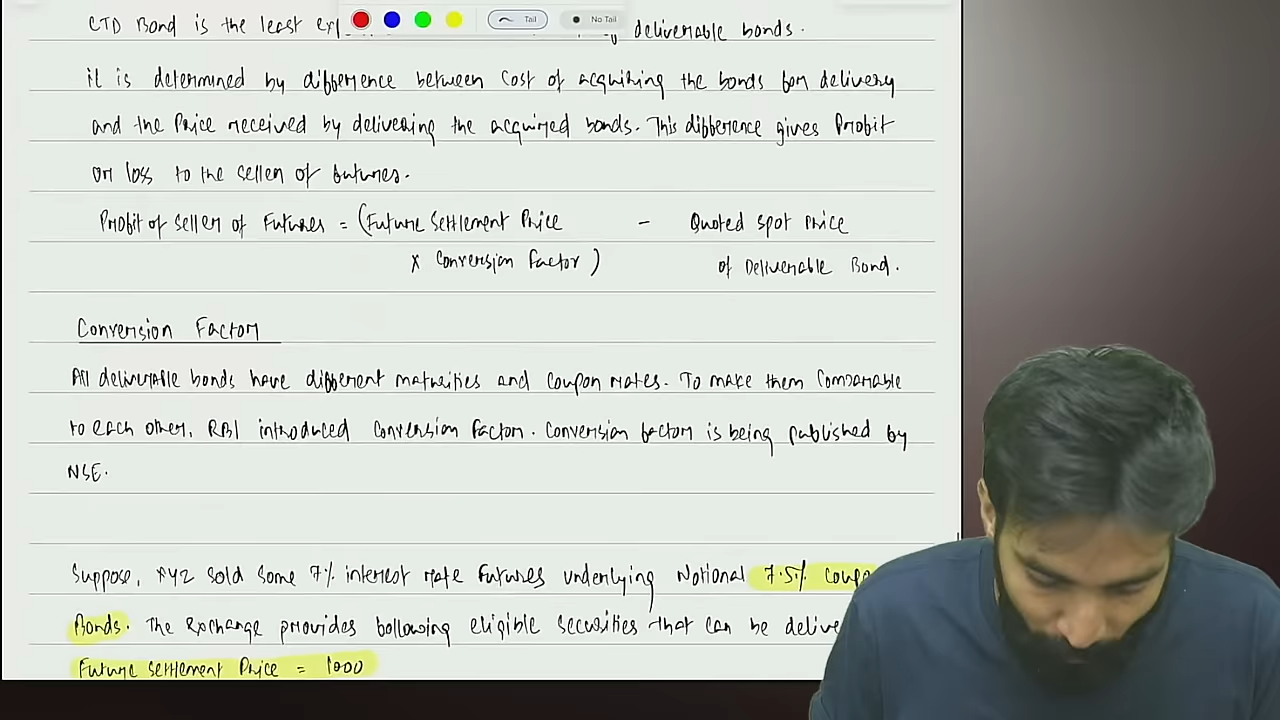 CTD Bond is the least deliverable bonds.
Tail No Tail
it is determined by difference between cost of acquiring the bonds for delivery
and the Price received by delivering the acquired bonds. This difference gives Profit
or loss to the seller of futures.
Profit of Seller of Futures = (Future Settlement Price - Quoted Spot Price
x Conversion Factor) of Deliverable Bond.
Conversion Factor
All deliverable bonds have different maturities and coupon rates. To make them Comparable
to each other, RBI introduced Conversion Factor. Conversion factor is being published by
NSE.
Suppose, XYZ sold some 7% interest rate futures underlying Notional 7.5%
Bonds. The Exchange provides following eligible securities that can be
Future Settlement Price = 1000